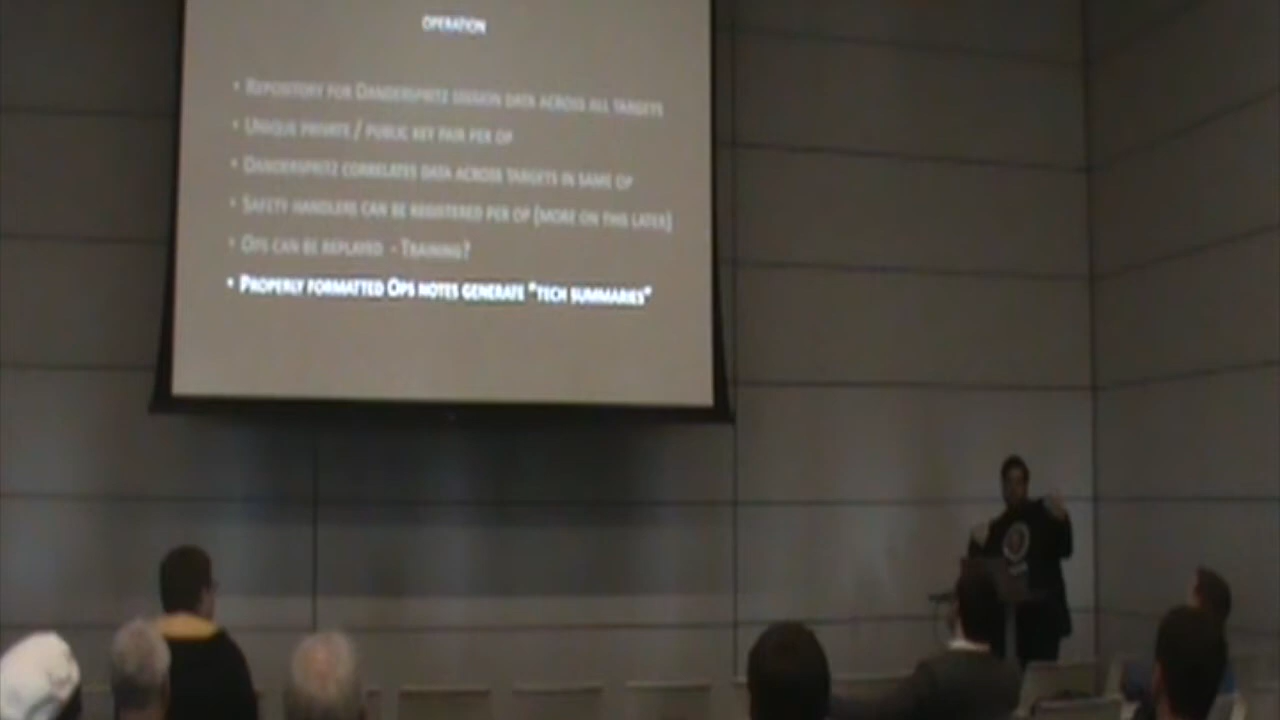 Operation
• Repository for Danderspritz session data across all targets
• Unique private / public key pair per op
• Danderspritz correlates data across targets in same op
• Safety handlers can be registered per op (more on this later)
• Ops can be replayed - Training?
• Properly formatted Ops notes generate "tech summaries"